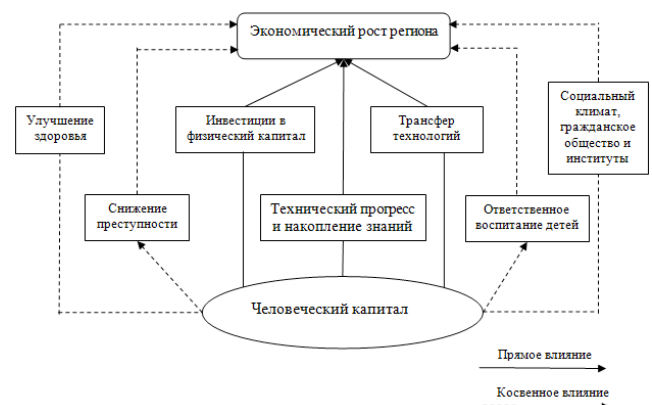 Экономический рост региона
Улучшение
здоровья
Инвестиции в
физический капитал
Трансфер
технологий
Социальный
климат,
гражданское
общество и
институты
Снижение
преступности
Технический прогресс
и накопление знаний
Ответственное
воспитание детей
Человеческий капитал
Прямое влияние
Косвенное влияние